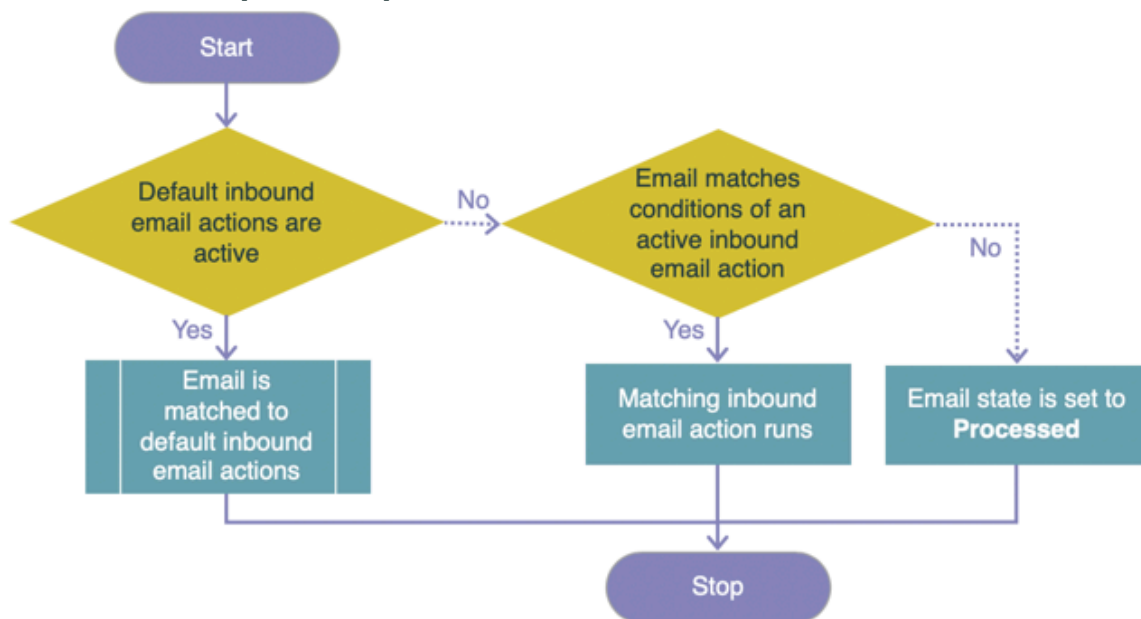 Start
Default inbound
email actions are
active
No
Email matches
conditions of an
active inbound
email action
No
Yes
Yes
Email is
matched to
default inbound
email actions
Matching inbound
email action runs
Email state is set to
Processed
Stop